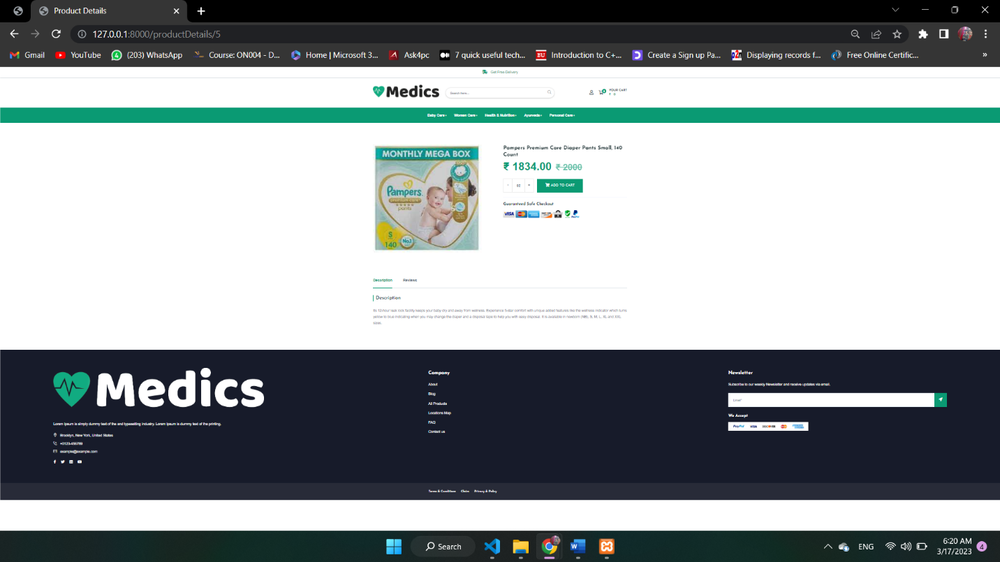 Product Details
127.0.0.1:8000/productDetails/5
Gmail
YouTube
(203) WhatsApp
Course: ON004 - D...
Home | Microsoft 3...
Ask4pc
7 quick useful tech...
Introduction to C+...
Create a Sign up Pa...
Displaying records f...
Free Online Certific...
»
Get Free Delivery
Medics
Search here...
YOUR CART
₹ 0
Baby Care
Women Care
Health & Nutrition
Ayurveda
Personal Care
MONTHLY MEGA BOX
Pampers
premium care
pants
S
140
No.1
Pampers Premium Care Diaper Pants Small, 140
Count
₹ 1834.00 ₹ 2000
- 02 +
ADD TO CART
Guaranteed Safe Checkout
VISA
PayPal
Description
Reviews
Description
Its 12-hour leak lock facility keeps your baby dry and away from wetness. Experience 5-star comfort with unique added features like the wetness indicator which turns
yellow to blue indicating when you may change the diaper and a disposal tape to help you with easy disposal. It is available in newborn (NB), S, M, L, XL and XXL
sizes.
Medics
Lorem Ipsum is simply dummy text of the and typesetting industry. Lorem Ipsum is dummy text of the printing.
Brooklyn, New York, United States
+0123-456789
example@example.com
Company
About
Blog
All Products
Locations Map
FAQ
Contact us
Newsletter
Subscribe to our weekly Newsletter and receive updates via email.
Email*
We Accept
PayPal VISA DISCOVER
Terms & Conditions
Claim
Privacy & Policy
Search
ENG
6:20 AM
3/17/2023
4